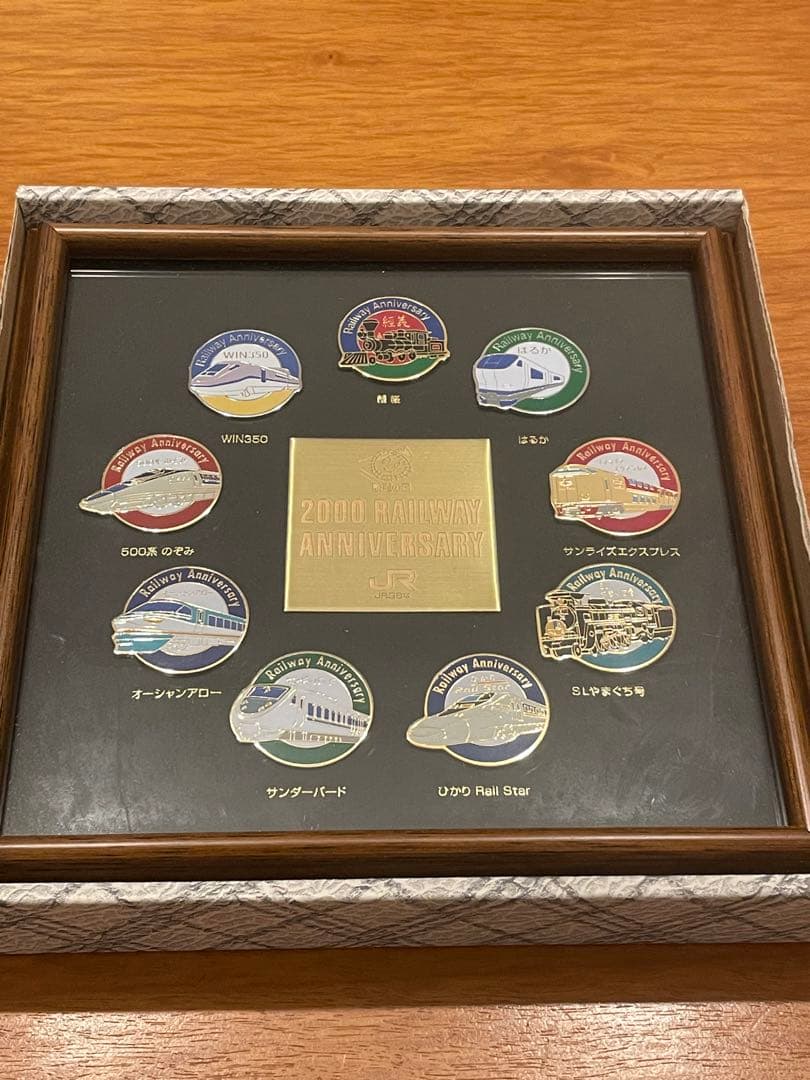 Railway Anniversary
經義
Railway Anniversary
WIN350
WIN350
Railway Anniversary
はるか
はるか
Railway Anniversary
500系 のぞみ
Railway Anniversary
サンライズエクスプレス
2000 RAILWAY
ANNIVERSARY
JR
Railway Anniversary
オーシャンアロー
Railway Anniversary
SLやまぐち号
Railway Anniversary
サンダーバード
Railway Anniversary
ひかり
Rail Star
ひかり Rail Star